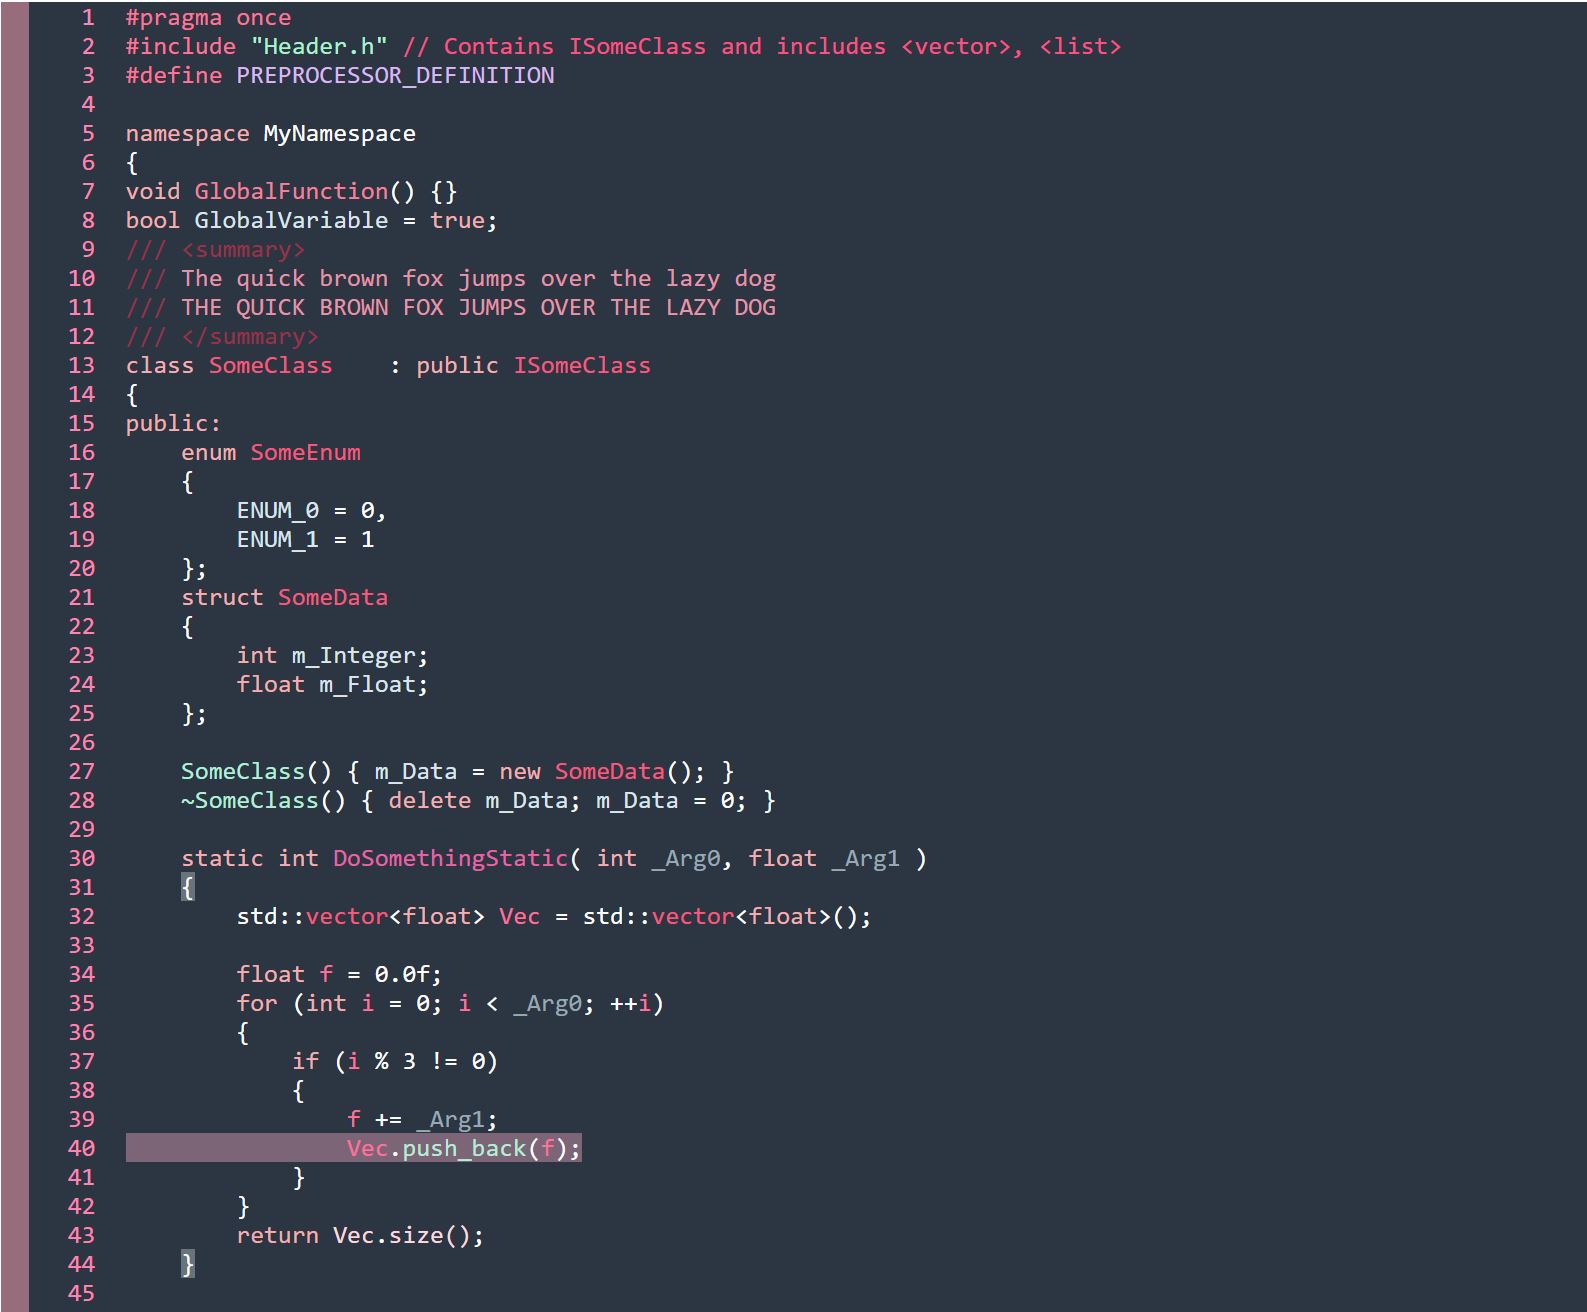 1 #pragma once
2 #include "Header.h" // Contains ISomeClass and includes <vector>, <list>
3 #define PREPROCESSOR_DEFINITION
4
5 namespace MyNamespace
6 {
7 void GlobalFunction() {}
8 bool GlobalVariable = true;
9 /// <summary>
10 /// The quick brown fox jumps over the lazy dog
11 /// THE QUICK BROWN FOX JUMPS OVER THE LAZY DOG
12 /// </summary>
13 class SomeClass    : public ISomeClass
14 {
15 public:
16     enum SomeEnum
17     {
18         ENUM_0 = 0,
19         ENUM_1 = 1
20     };
21     struct SomeData
22     {
23         int m_Integer;
24         float m_Float;
25     };
26
27     SomeClass() { m_Data = new SomeData(); }
28     ~SomeClass() { delete m_Data; m_Data = 0; }
29
30     static int DoSomethingStatic( int _Arg0, float _Arg1 )
31     {
32         std::vector<float> Vec = std::vector<float>();
33
34         float f = 0.0f;
35         for (int i = 0; i < _Arg0; ++i)
36         {
37             if (i % 3 != 0)
38             {
39                 f += _Arg1;
40                 Vec.push_back(f);
41             }
42         }
43         return Vec.size();
44     }
45